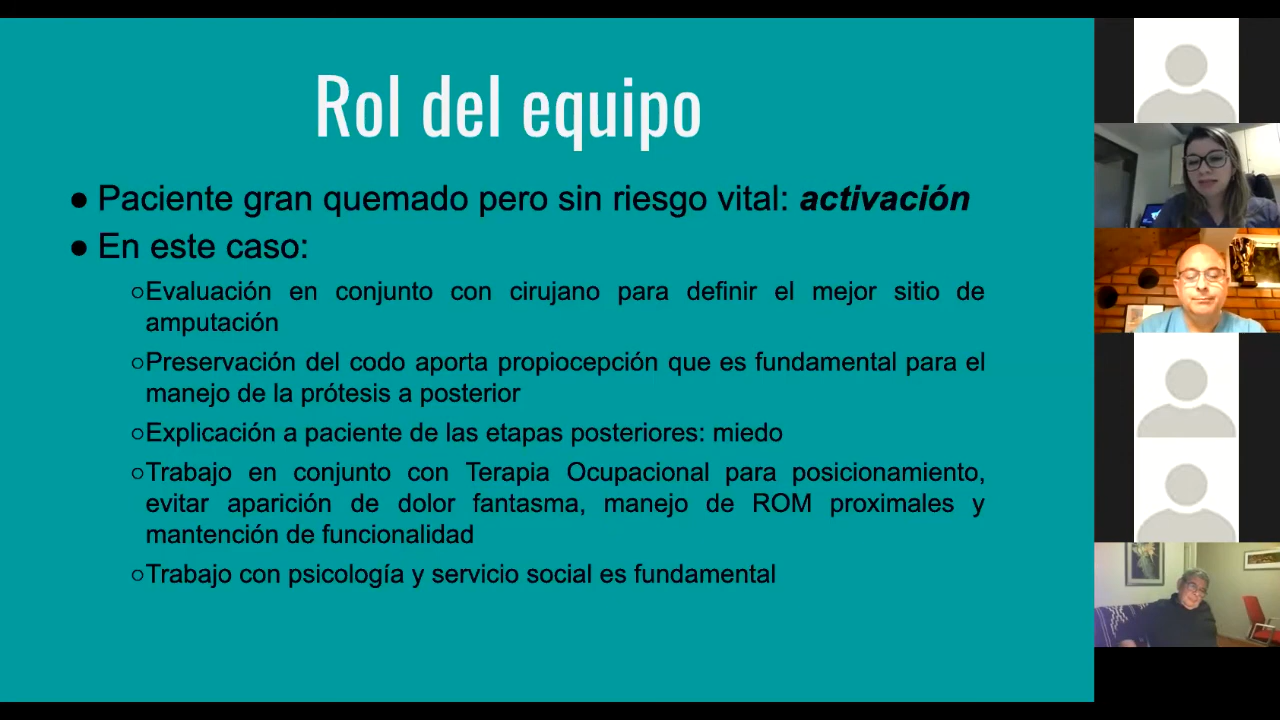 Rol del equipo
● Paciente gran quemado pero sin riesgo vital: activación
● En este caso:
○Evaluación en conjunto con cirujano para definir el mejor sitio de
amputación
○Preservación del codo aporta propiocepción que es fundamental para el
manejo de la prótesis a posterior
○Explicación a paciente de las etapas posteriores: miedo
○Trabajo en conjunto con Terapia Ocupacional para posicionamiento,
evitar aparición de dolor fantasma, manejo de ROM proximales y
mantención de funcionalidad
○Trabajo con psicología y servicio social es fundamental